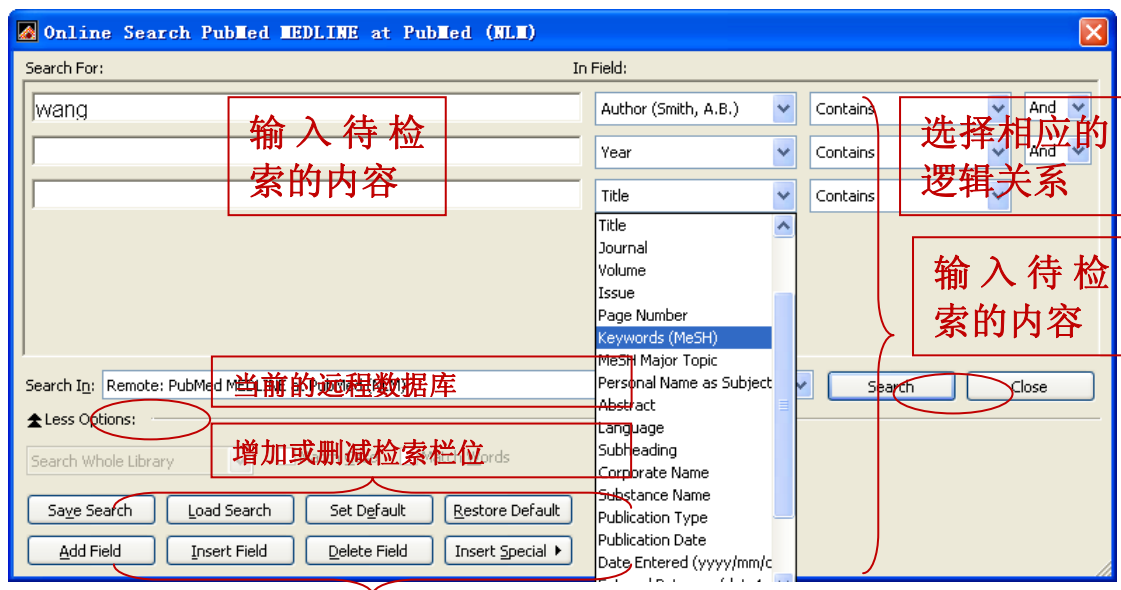 Online Search PubMed MEDLINE at PubMed (NLM)
Search For:
In Field:
wang
Author (Smith, A.B.)
Contains
And
输入待检
索的内容
选择相应的
逻辑关系
Year
Contains
And
Title
Contains
Title
Journal
Volume
Issue
Page Number
Keywords (MeSH)
MeSH Major Topic
Personal Name as Subject
Abstract
Language
Subheading
Corporate Name
Substance Name
Publication Type
Publication Date
Date Entered (yyyy/mm/c
输入待检
索的内容
Search In: Remote: PubMed MEDLINE at PubMed (NLM)
当前的远程数据库
Search
Close
Less Options:
增加或删减检索栏位
Search Whole Library
Words
Save Search
Load Search
Set Default
Restore Default
Add Field
Insert Field
Delete Field
Insert Special